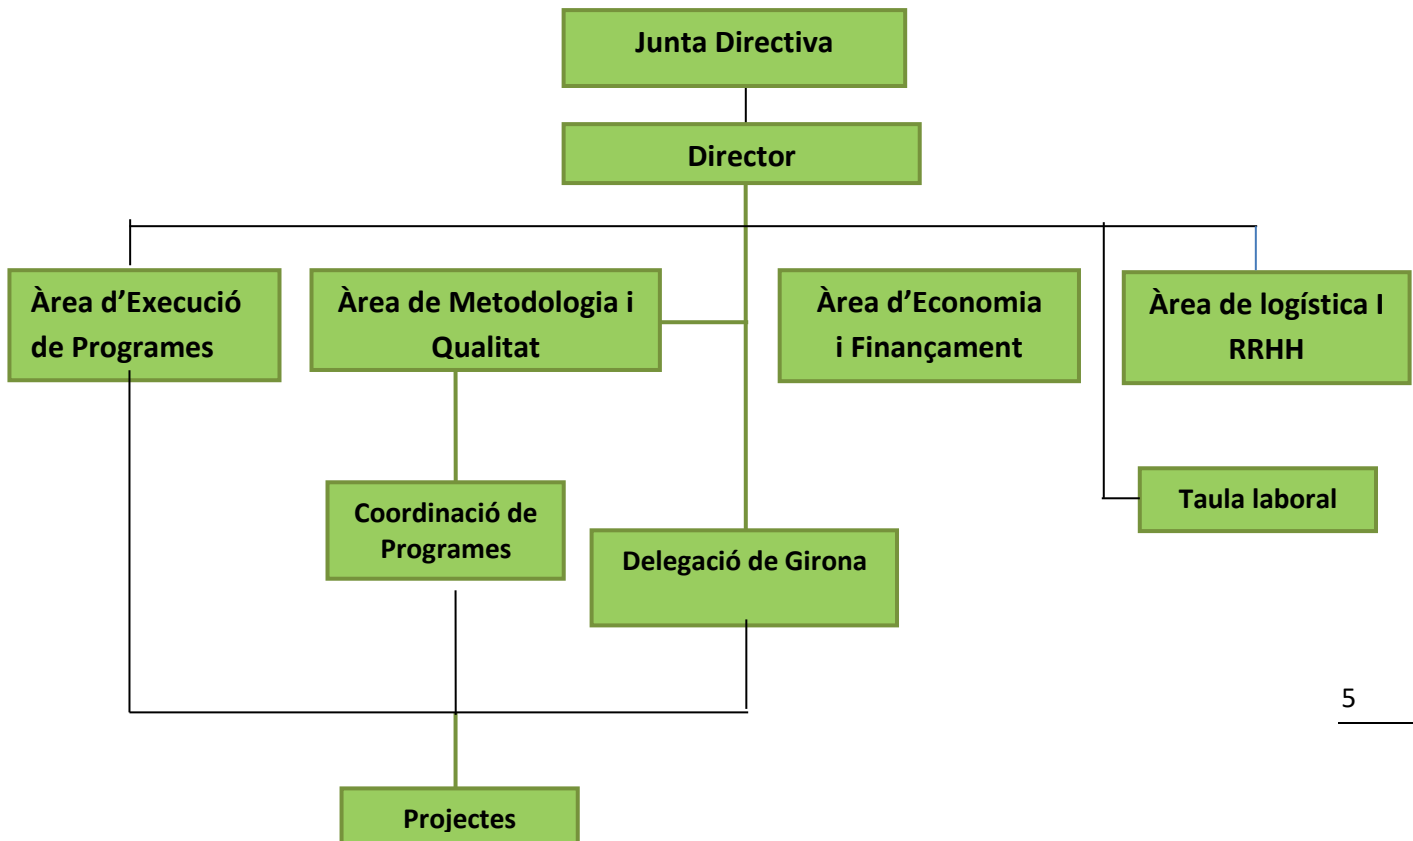 Junta Directiva
Director
Àrea d’Execució
de Programes
Àrea de Metodologia i
Qualitat
Àrea d’Economia
i Finançament
Àrea de logística I
RRHH
Taula laboral
Coordinació de
Programes
Delegació de Girona
5
Projectes